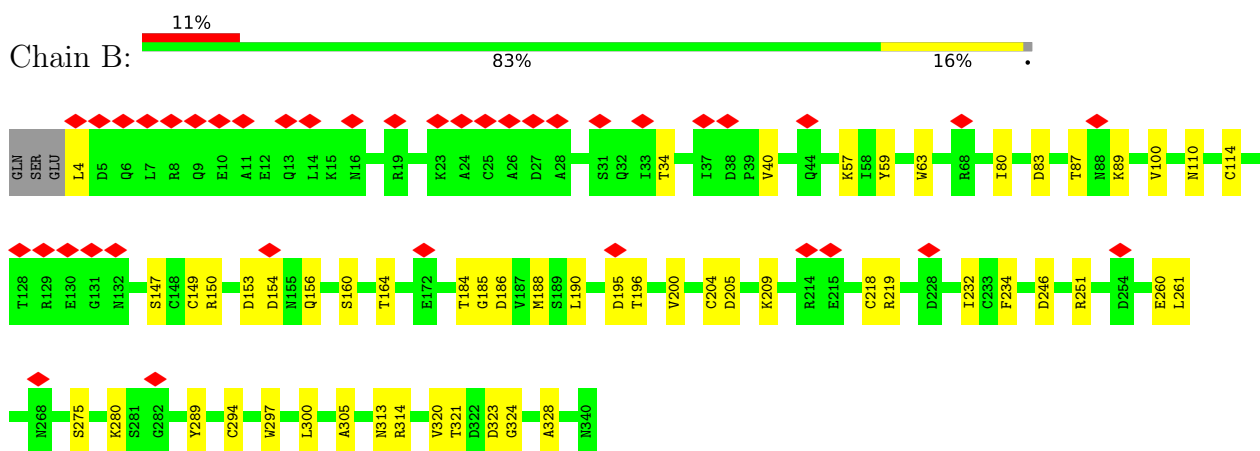 11%
Chain B:
83% 16% •
GLN SER GLU L4 D5 Q6 L7 R8 Q9 E10 A11 E12 Q13 L14 K15 N16 R19 K23 A24 C25 A26 D27 A28 S31 Q32 I33 T34 I37 D38 P39 V40 Q44 K57 I58 Y59 W63 R68 I80 D83 T87 N88 K89 V100 N110 C114
T128 R129 E130 G131 N132 S147 C148 C149 R150 D153 D154 N155 Q156 S160 T164 E172 T184 G185 D186 V187 M188 S189 L190 D195 T196 V200 C204 D205 K209 R214 E215 C218 R219 D228 I232 C233 F234 D246 R251 D254 E260 L261
N268 S275 K280 S281 G282 Y289 C294 W297 L300 A305 N313 R314 V320 T321 D322 D323 G324 A328 N340